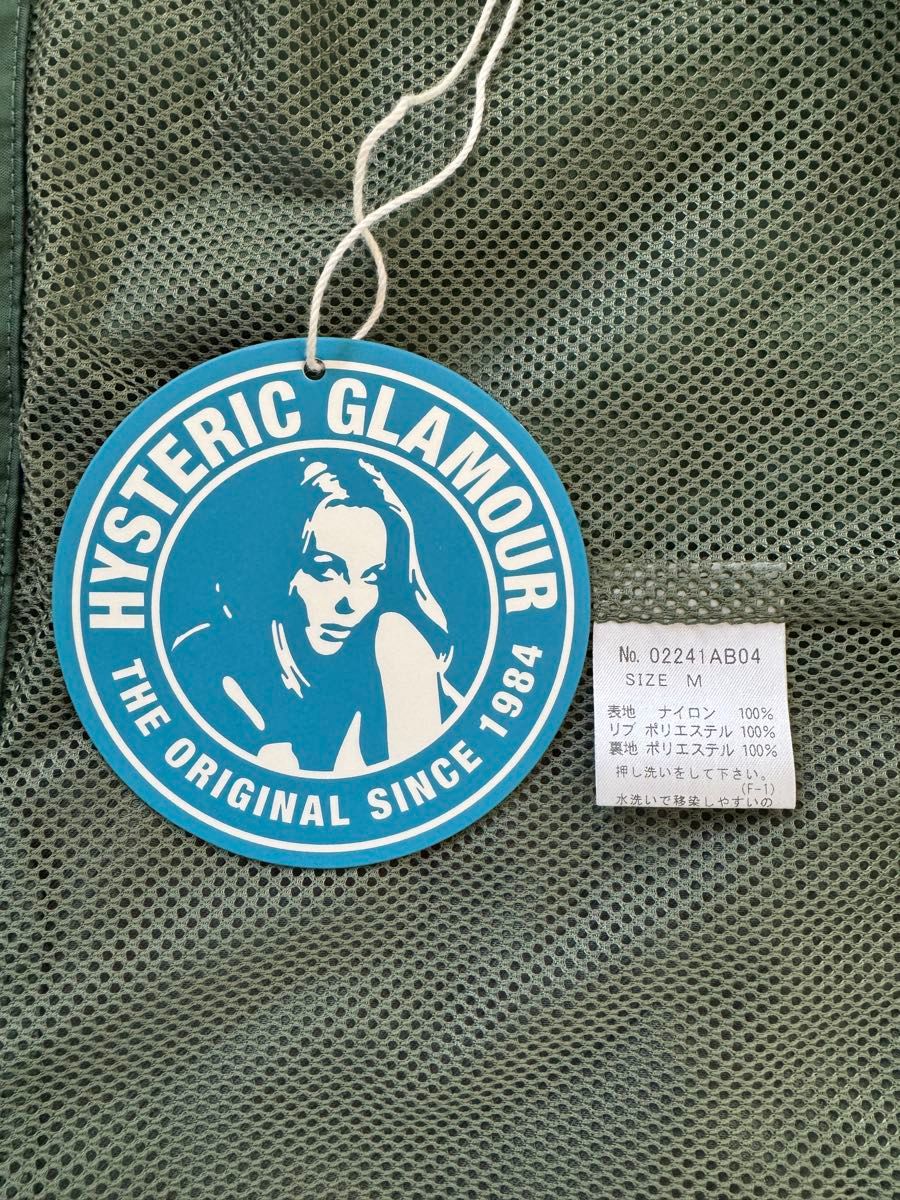 HYSTERIC GLAMOUR
THE ORIGINAL SINCE 1984
No. 02241AB04
SIZE M
表地 ナイロン 100%
リブ ポリエステル 100%
裏地 ポリエステル 100%
押し洗いをして下さい。
(F-1)
水洗いで移染しやすいの